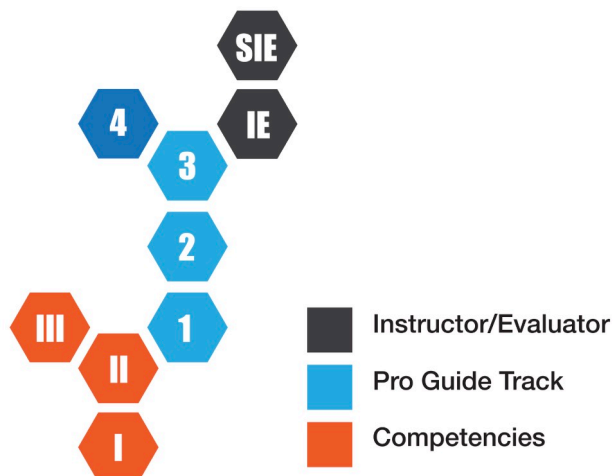 SIE
4
IE
3
2
III
1
II
I
Instructor/Evaluator
Pro Guide Track
Competencies